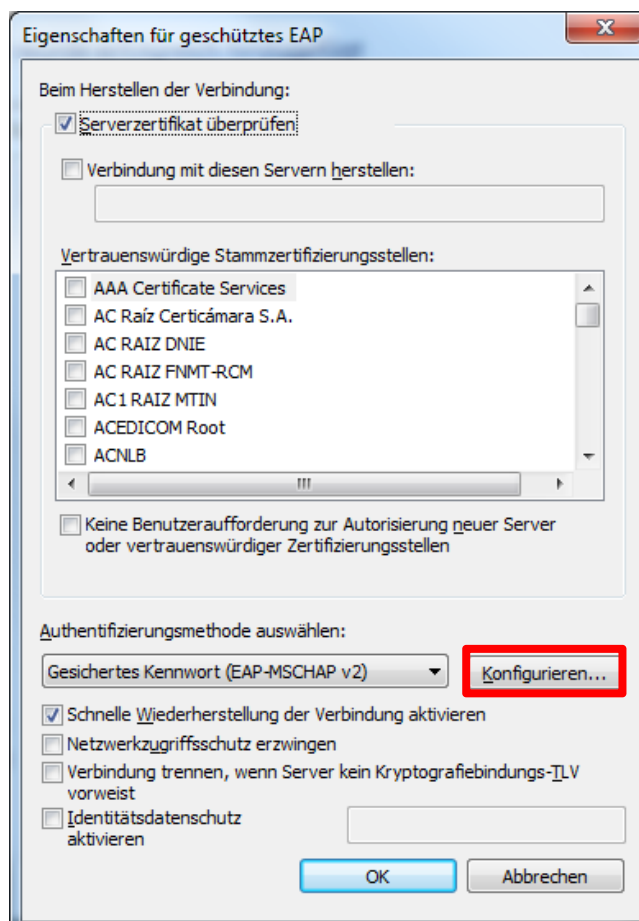 Eigenschaften für geschütztes EAP
Beim Herstellen der Verbindung:
Serverzertifikat überprüfen
Verbindung mit diesen Servern herstellen:
Vertrauenswürdige Stammzertifizierungsstellen:
AAA Certificate Services
AC Raíz Certicámara S.A.
AC RAIZ DNIE
AC RAIZ FNMT-RCM
AC1 RAIZ MTIN
ACEDICOM Root
ACNLB
Keine Benutzeraufforderung zur Autorisierung neuer Server
oder vertrauenswürdiger Zertifizierungsstellen
Authentifizierungsmethode auswählen:
Gesichertes Kennwort (EAP-MSCHAP v2)
Konfigurieren...
Schnelle Wiederherstellung der Verbindung aktivieren
Netzwerkzugriffsschutz erzwingen
Verbindung trennen, wenn Server kein Kryptografiebindungs-TLV
vorweist
Identitätsdatenschutz
aktivieren
OK
Abbrechen